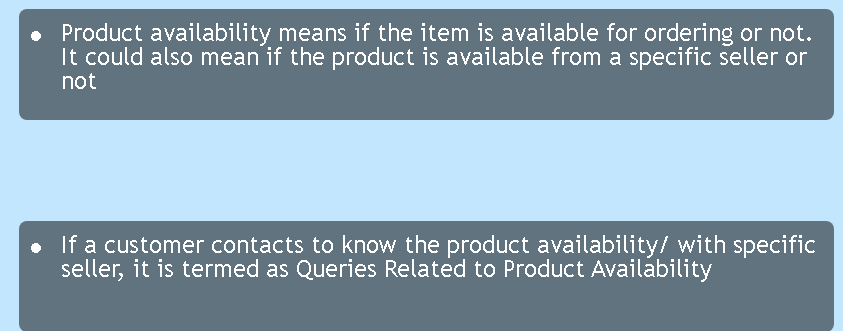 • Product availability means if the item is available for ordering or not.
It could also mean if the product is available from a specific seller or
not
• If a customer contacts to know the product availability/ with specific
seller, it is termed as Queries Related to Product Availability